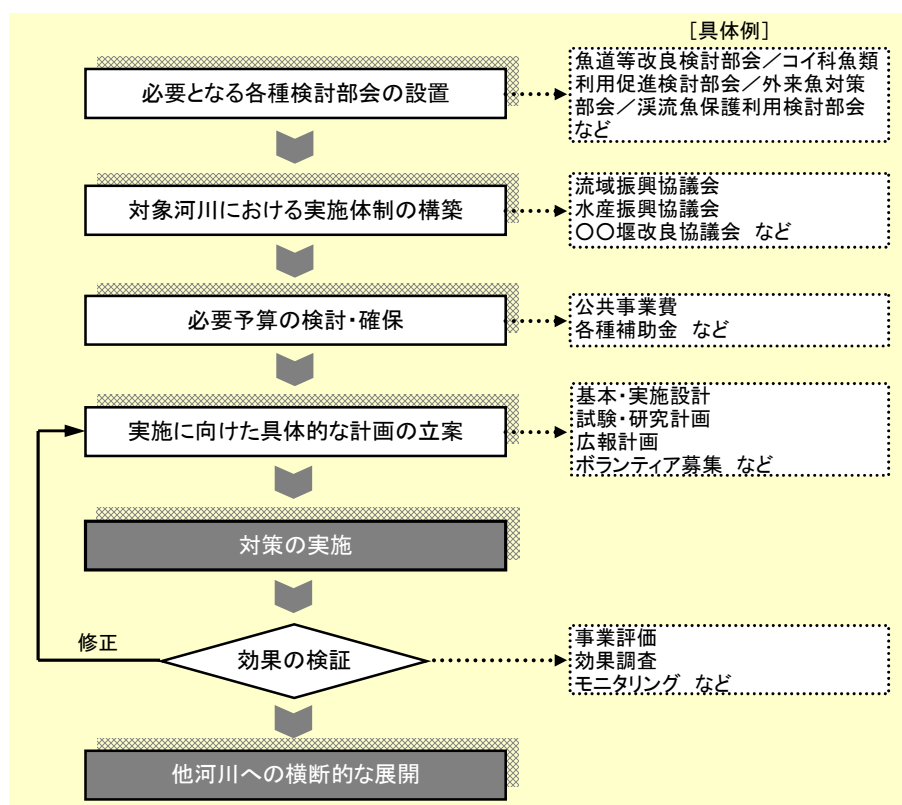 ［具体例］
必要となる各種検討部会の設置
魚道等改良検討部会／コイ科魚類
利用促進検討部会／外来魚対策
部会／渓流魚保護利用検討部会
など
対象河川における実施体制の構築
流域振興協議会
水産振興協議会
〇〇堰改良協議会 など
必要予算の検討・確保
公共事業費
各種補助金 など
実施に向けた具体的な計画の立案
基本・実施設計
試験・研究計画
広報計画
ボランティア募集 など
対策の実施
修正
効果の検証
事業評価
効果調査
モニタリング など
他河川への横断的な展開